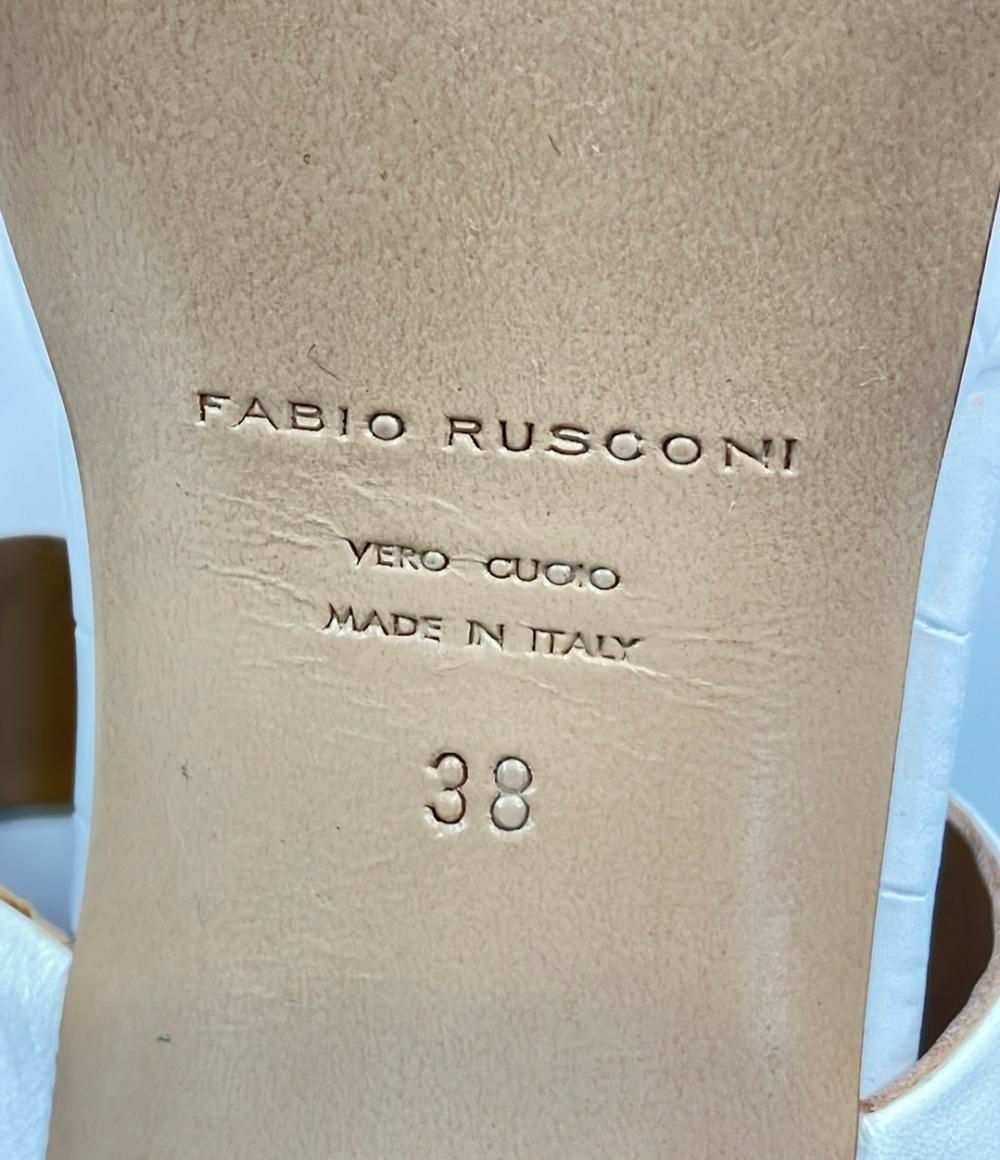 FABIO RUSCONI
VERO CUOIO
MADE IN ITALY
38